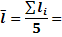 l̅ = ∑ lᵢ / 5 =